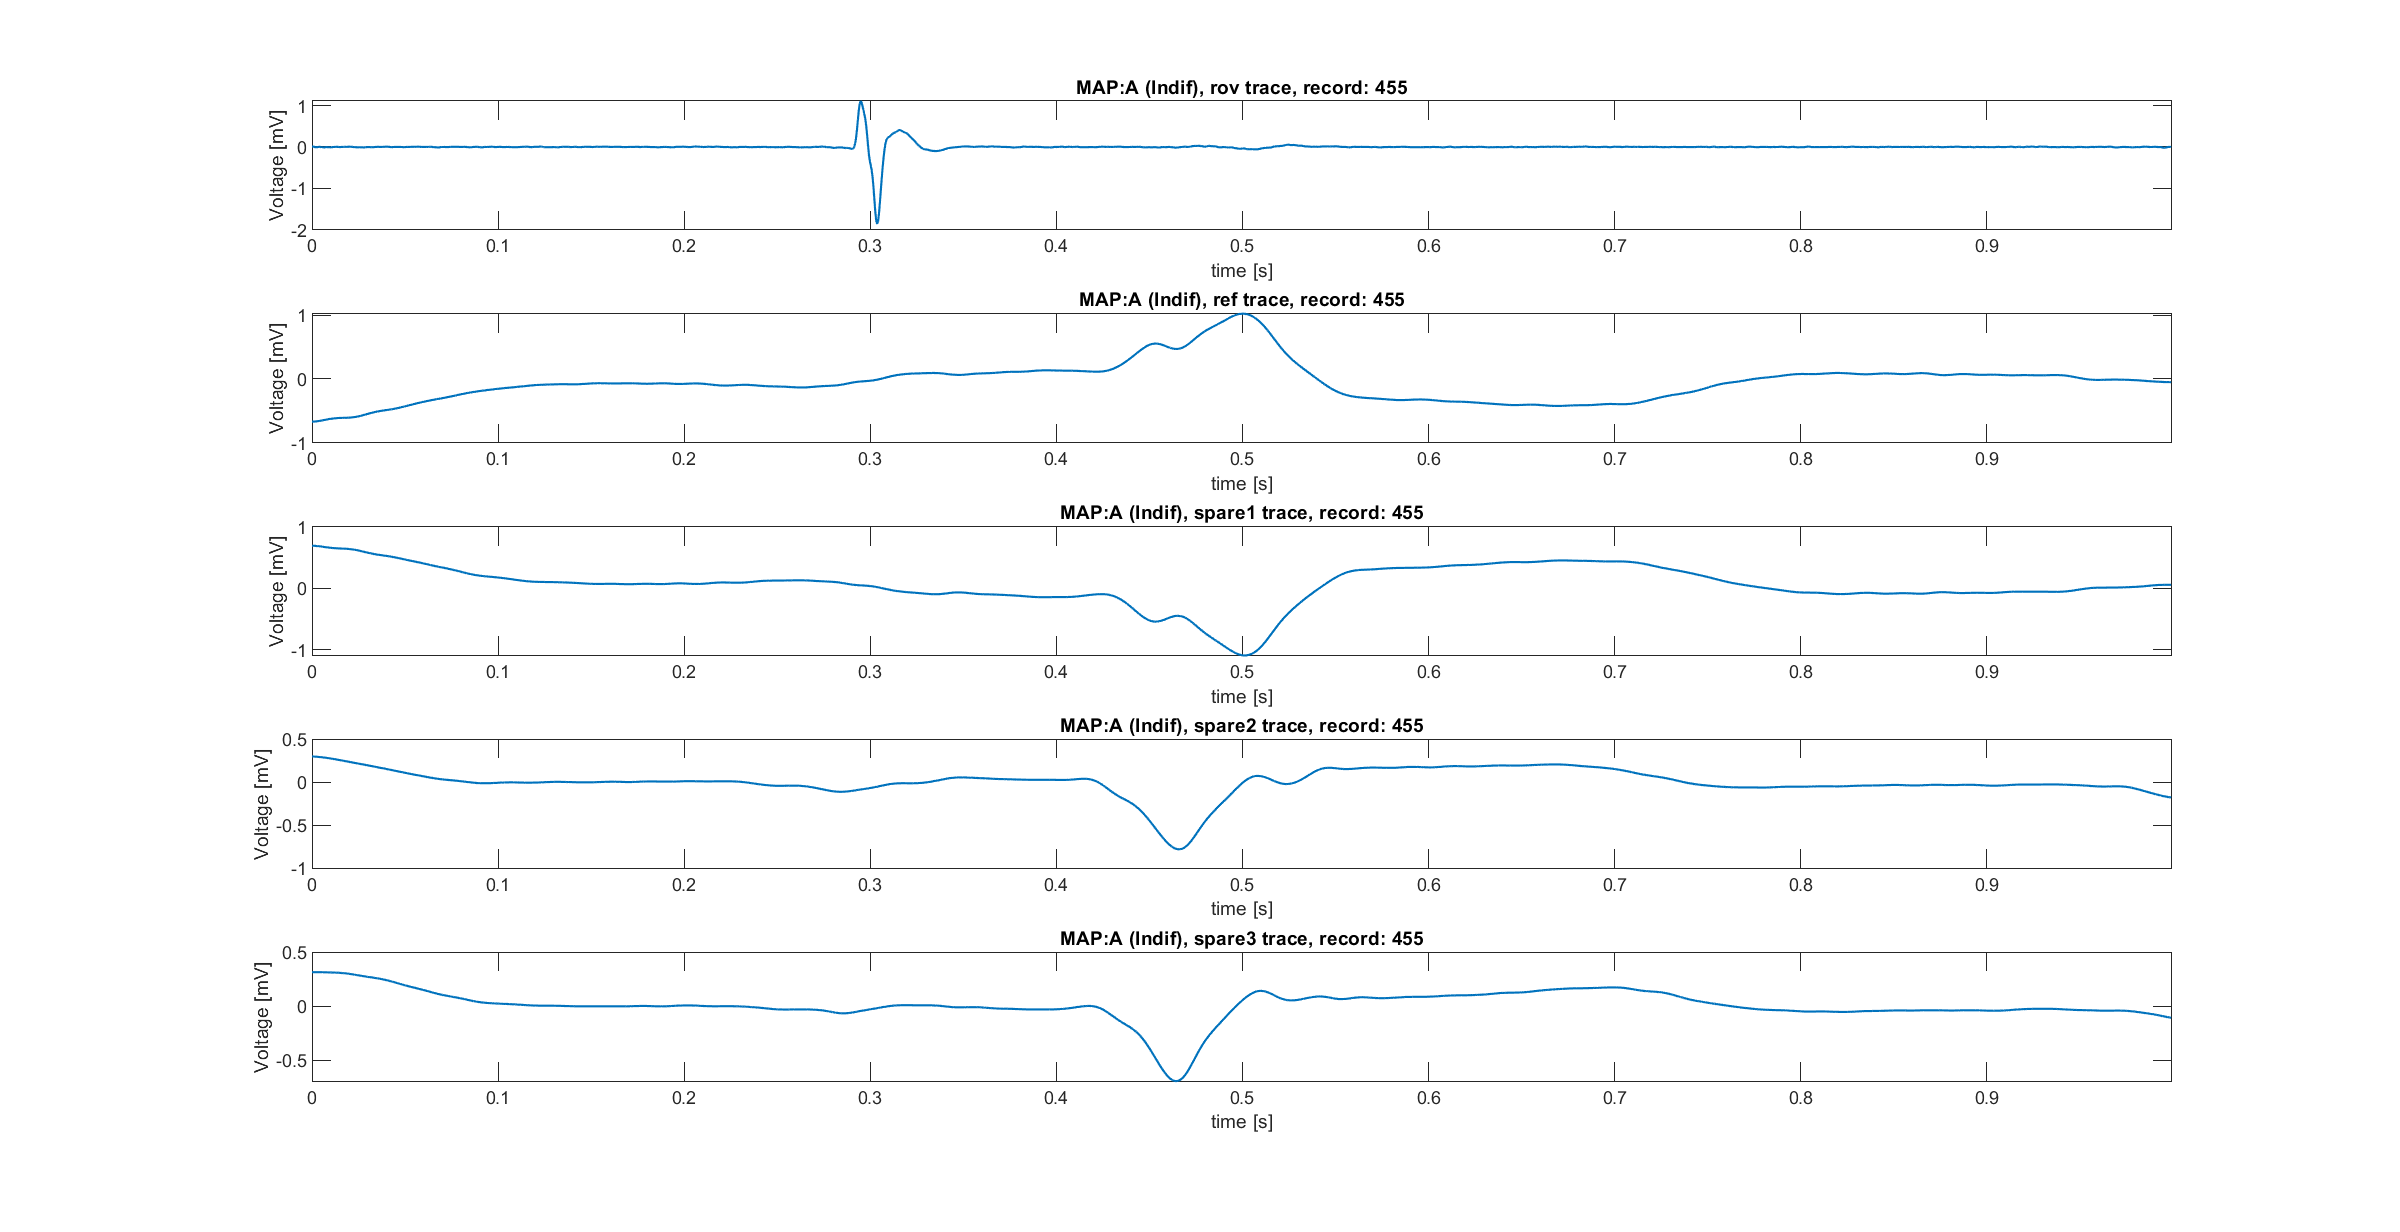 MAP:A (Indif), rov trace, record: 455
Voltage [mV]
1
0
-1
-2
0 0.1 0.2 0.3 0.4 0.5 0.6 0.7 0.8 0.9
time [s]
MAP:A (Indif), ref trace, record: 455
Voltage [mV]
1
0
-1
0 0.1 0.2 0.3 0.4 0.5 0.6 0.7 0.8 0.9
time [s]
MAP:A (Indif), spare1 trace, record: 455
Voltage [mV]
1
0
-1
0 0.1 0.2 0.3 0.4 0.5 0.6 0.7 0.8 0.9
time [s]
MAP:A (Indif), spare2 trace, record: 455
Voltage [mV]
0.5
0
-0.5
-1
0 0.1 0.2 0.3 0.4 0.5 0.6 0.7 0.8 0.9
time [s]
MAP:A (Indif), spare3 trace, record: 455
Voltage [mV]
0.5
0
-0.5
0 0.1 0.2 0.3 0.4 0.5 0.6 0.7 0.8 0.9
time [s]